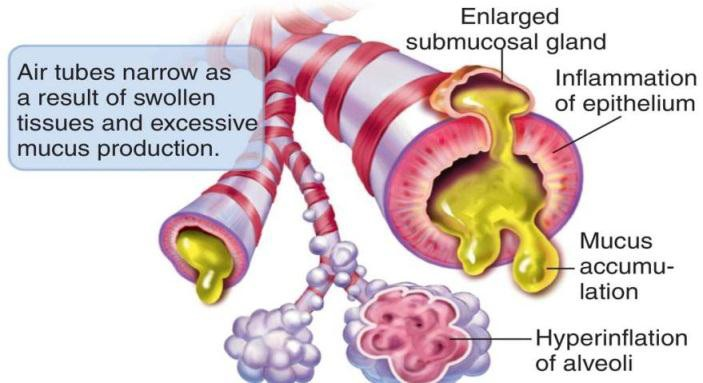 Enlarged
submucosal gland
Inflammation
of epithelium
Air tubes narrow as
a result of swollen
tissues and excessive
mucus production.
Mucus
accumu-
lation
Hyperinflation
of alveoli